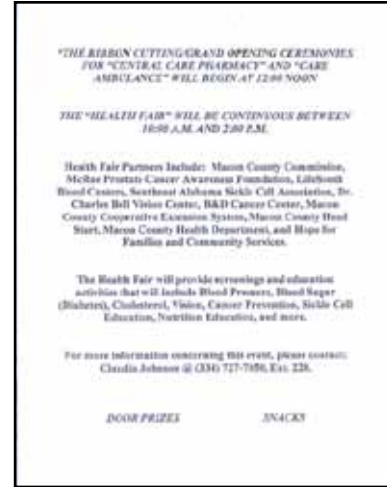 *THE RIBBON CUTTING/GRAND OPENING CEREMONIES
FOR "CENTRAL CARE PHARMACY" AND "CARE
AMBULANCE" WILL BEGIN AT 12:00 NOON
THE "HEALTH FAIR" WILL BE CONTINUOUS BETWEEN
10:00 A.M. AND 2:00 P.M.
Health Fair Partners Include: Macon County Commission,
McRae Prostate Cancer Awareness Foundation, LifeSouth
Blood Centers, Southeast Alabama Sickle Cell Association, Dr.
Charles Bell Vision Center, B&D Cancer Center, Macon
County Cooperative Extension System, Macon County Head
Start, Macon County Health Department, and Hope for
Families and Community Services.
The Health Fair will provide screenings and education
activities that will include Blood Pressure, Blood Sugar
(Diabetes), Cholesterol, Vision, Cancer Prevention, Sickle Cell
Education, Nutrition Education, and more.
For more information concerning this event, please contact:
Claudia Johnson @ (334) 727-7050, Ext. 228.
DOOR PRIZES SNACKS